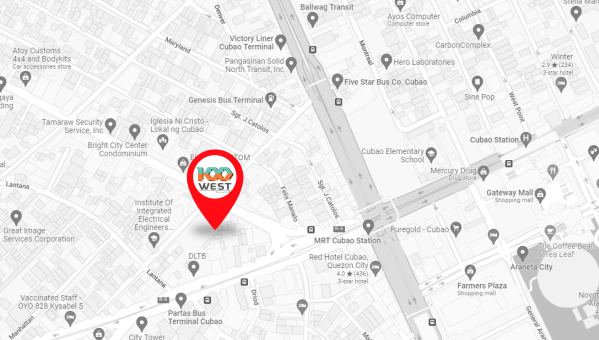 Baliwag Transit
Ayos Computer
Computer store
Stella Mari
Columbia
Delaware
Victory Liner
Cubao Terminal
Maryland
Montreal
CarbonComplex
Atoy Customs
4x4 and Bodykits
Car accessories store
Pangasinan Solid
North Transit, Inc
Hero Laboratories
Winter
2.9 ★ (234)
3-star hotel
Five Star Bus Co. Cubao
Genesis Bus Terminal
Sine Pop
West Point
Sgt. J. Catolos
Tamaraw Security
Service, Inc
Iglesia Ni Cristo -
Lokal ng Cubao
Bright City Center
Condominium
Cubao Station
Cubao Elementary
School
Mercury Drug
Drug store
100
WEST
Lantana
Gateway Mall
Shopping mall
Felix Manalo
Sgt. J. Catolos
Institute Of
Integrated
Electrical
Engineers...
Great Image
Services Corporation
MRT Cubao Station
Puregold - Cubao
The Coffee Bean
& Tea Leaf
Araneta City
DLTB
Red Hotel Cubao,
Quezon City
4.0 ★ (436)
3-star hotel
Lantana
Driod
Farmers Plaza
Shopping mall
Vaccinated Staff -
OYO 828 Kysabel 5
Partas Bus
Terminal Cubao
Manhattan
City Tower
General Aran